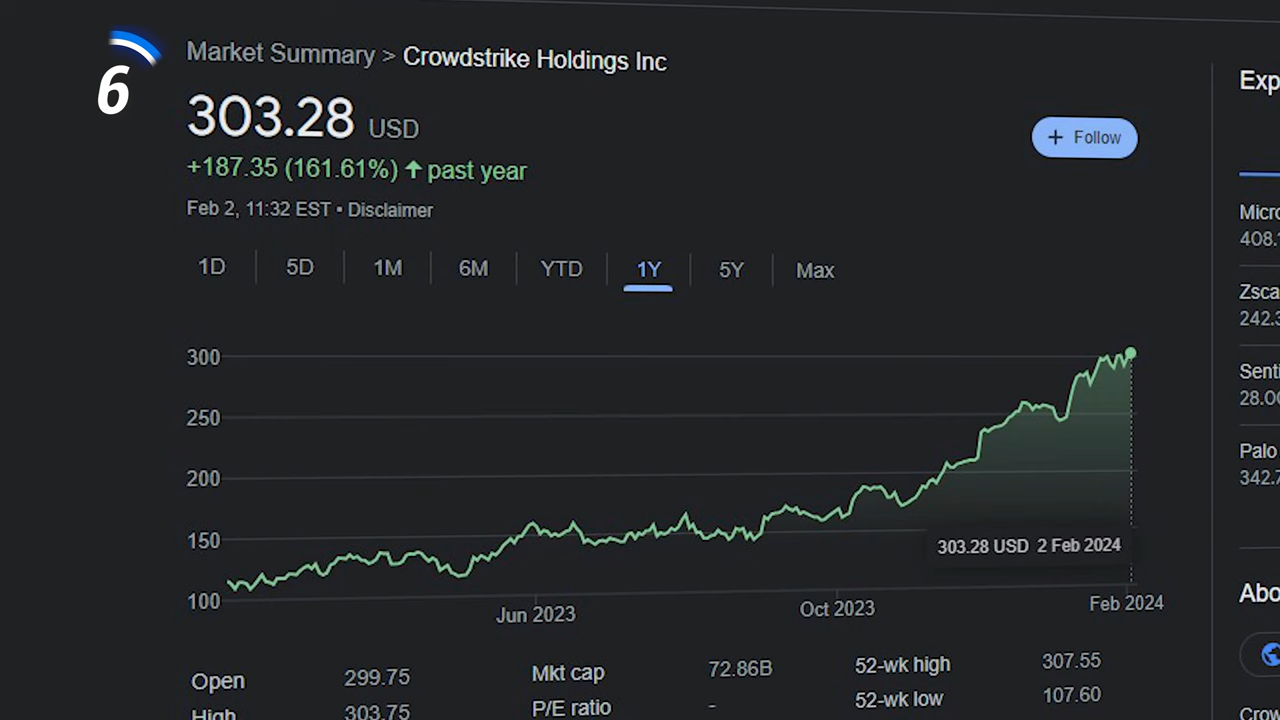 6
Market Summary > Crowdstrike Holdings Inc
303.28 USD
+187.35 (161.61%) ↑ past year
Feb 2, 11:32 EST • Disclaimer
+ Follow
1D 5D 1M 6M YTD 1Y 5Y Max
300
250
200
150
100
303.28 USD 2 Feb 2024
Jun 2023 Oct 2023 Feb 2024
Open 299.75 Mkt cap 72.86B 52-wk high 307.55
High 303.75 P/E ratio - 52-wk low 107.60
Palo